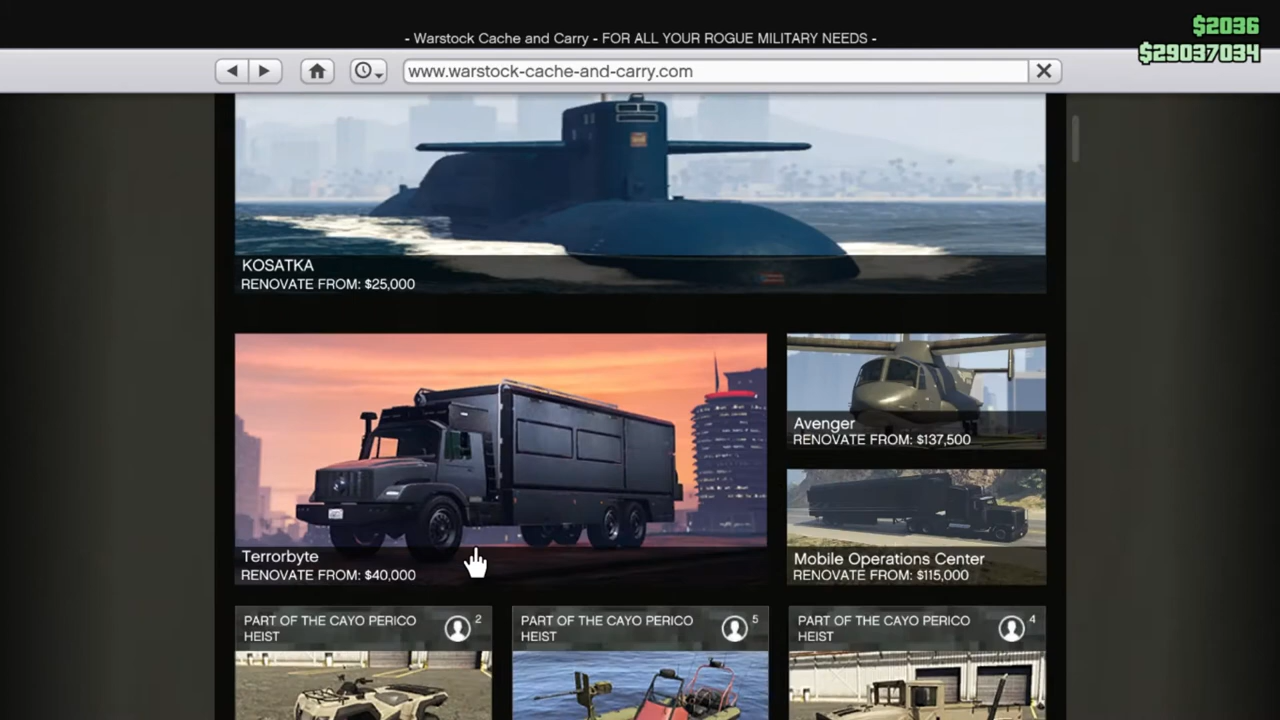 - Warstock Cache and Carry - FOR ALL YOUR ROGUE MILITARY NEEDS -
$2036
$29037034
www.warstock-cache-and-carry.com
KOSATKA
RENOVATE FROM: $25,000
Terrorbyte
RENOVATE FROM: $40,000
Avenger
RENOVATE FROM: $137,500
Mobile Operations Center
RENOVATE FROM: $115,000
PART OF THE CAYO PERICO
HEIST
2
PART OF THE CAYO PERICO
HEIST
5
PART OF THE CAYO PERICO
HEIST
4